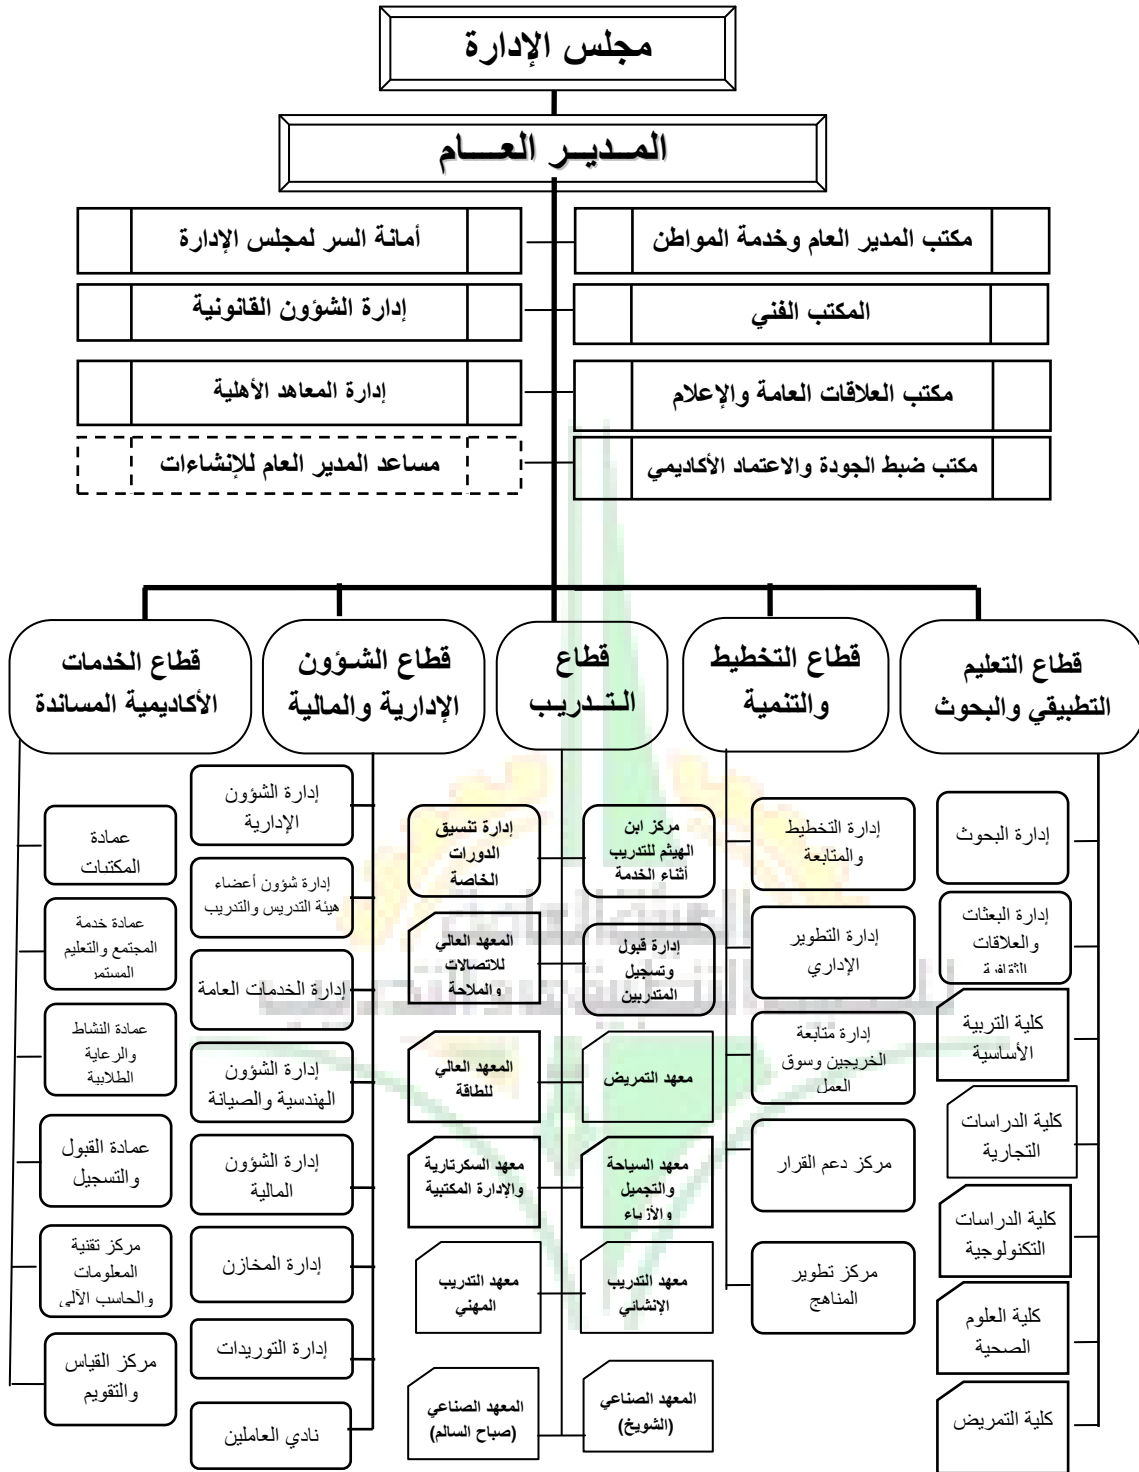 مجلس الإدارة
المـديـر العـــام
مكتب المدير العام وخدمة المواطن
أمانة السر لمجلس الإدارة
المكتب الفني
إدارة الشؤون القانونية
مكتب العلاقات العامة والإعلام
إدارة المعاهد الأهلية
مكتب ضبط الجودة والاعتماد الأكاديمي
مساعد المدير العام للإنشاءات
قطاع التعليم
التطبيقي والبحوث
إدارة البحوث
إدارة البعثات
والعلاقات
الثقافية
كلية التربية
الأساسية
كلية الدراسات
التجارية
كلية الدراسات
التكنولوجية
كلية العلوم
الصحية
كلية التمريض
قطاع التخطيط
والتنمية
إدارة التخطيط
والمتابعة
إدارة التطوير
الإداري
إدارة متابعة
الخريجين وسوق
العمل
مركز دعم القرار
مركز تطوير
المناهج
قطاع
التـدريـب
مركز ابن
الهيثم للتدريب
أثناء الخدمة
إدارة تنسيق
الدورات
الخاصة
إدارة قبول
وتسجيل
المتدربين
المعهد العالي
للاتصالات
والملاحة
معهد التمريض
المعهد العالي
للطاقة
معهد السياحة
والتجميل
والأزياء
معهد السكرتارية
والإدارة المكتبية
معهد التدريب
الإنشائي
معهد التدريب
المهني
المعهد الصناعي
(الشويخ)
المعهد الصناعي
(صباح السالم)
قطاع الشؤون
الإدارية والمالية
إدارة الشؤون
الإدارية
إدارة شؤون أعضاء
هيئة التدريس والتدريب
إدارة الخدمات العامة
إدارة الشؤون
الهندسية والصيانة
إدارة الشؤون
المالية
إدارة المخازن
إدارة التوريدات
نادي العاملين
قطاع الخدمات
الأكاديمية المساندة
عمادة
المكتبات
عمادة خدمة
المجتمع والتعليم
المستمر
عمادة النشاط
والرعاية
الطلابية
عمادة القبول
والتسجيل
مركز تقنية
المعلومات
والحاسب الآلي
مركز القياس
والتقويم